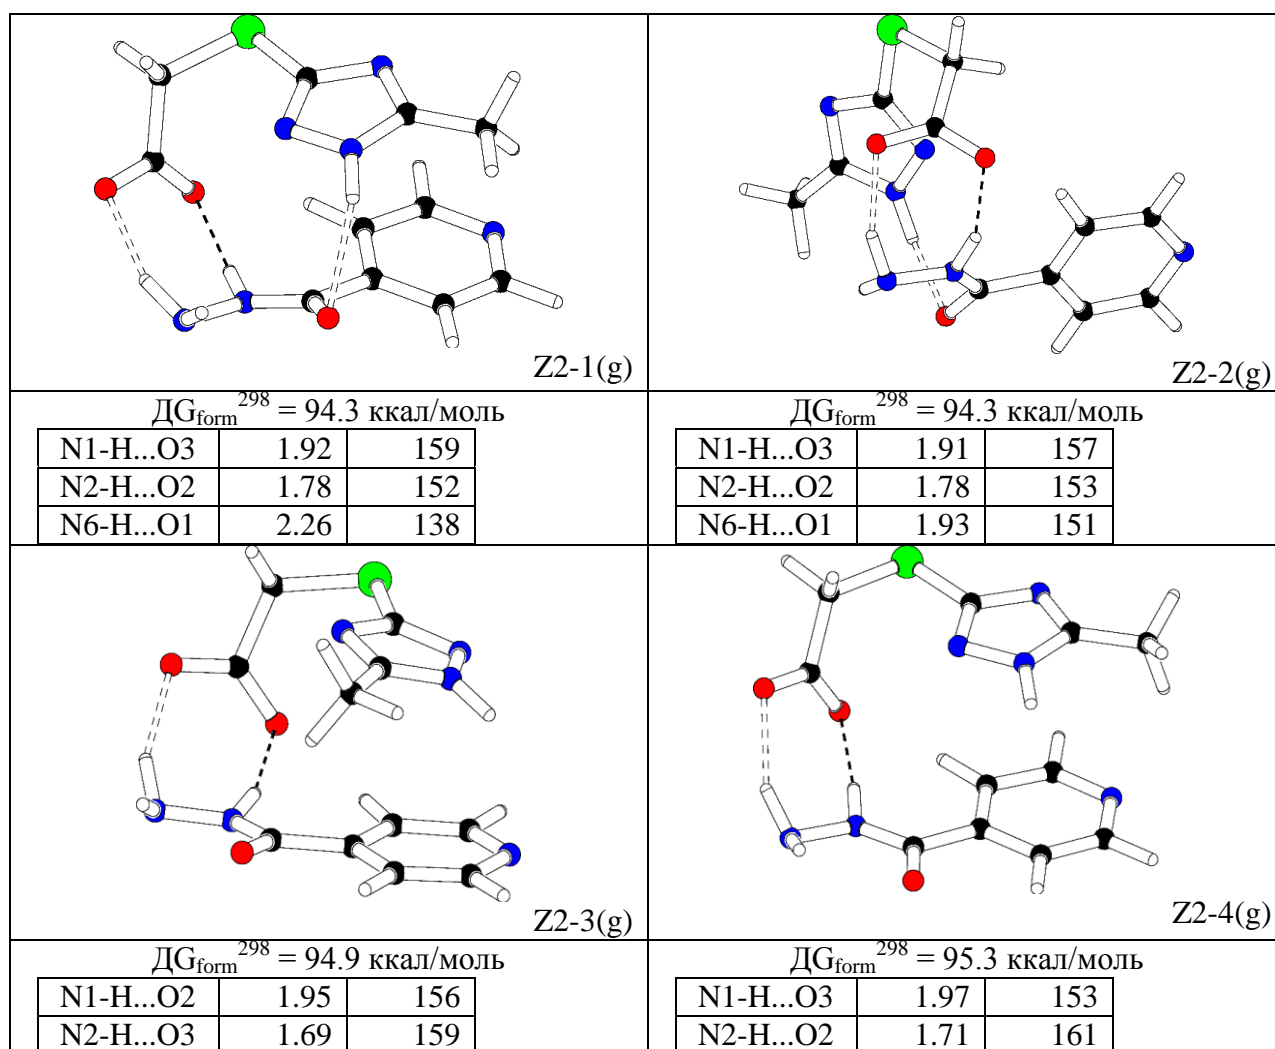 Z2-1(g)
Z2-2(g)
ДG_form^298 = 94.3 ккал/моль
N1-H...O3 1.92 159
N2-H...O2 1.78 152
N6-H...O1 2.26 138
ДG_form^298 = 94.3 ккал/моль
N1-H...O3 1.91 157
N2-H...O2 1.78 153
N6-H...O1 1.93 151
Z2-3(g)
Z2-4(g)
ДG_form^298 = 94.9 ккал/моль
N1-H...O2 1.95 156
N2-H...O3 1.69 159
ДG_form^298 = 95.3 ккал/моль
N1-H...O3 1.97 153
N2-H...O2 1.71 161